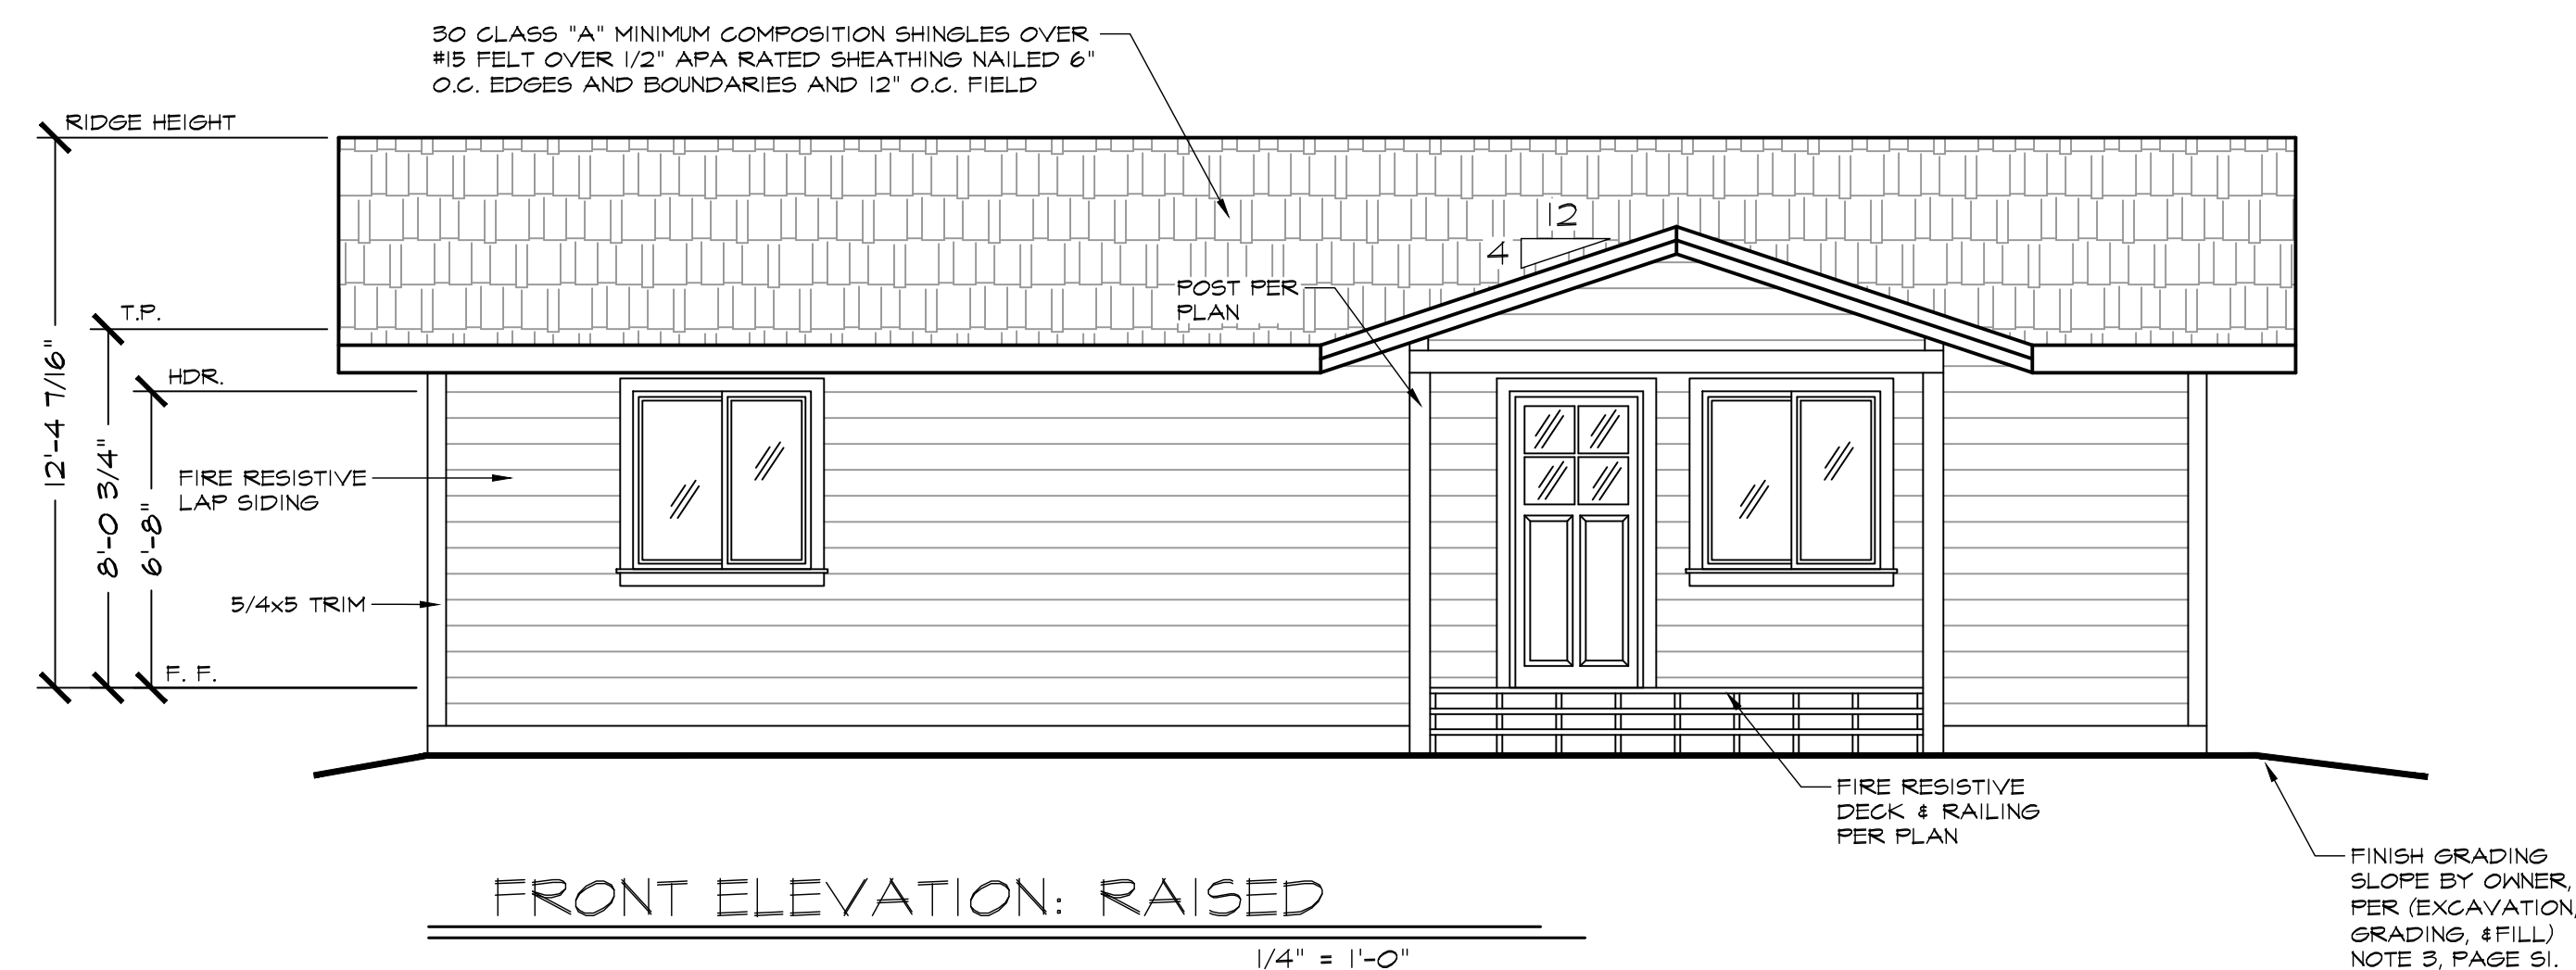 30 CLASS "A" MINIMUM COMPOSITION SHINGLES OVER
#15 FELT OVER 1/2" APA RATED SHEATHING NAILED 6"
O.C. EDGES AND BOUNDARIES AND 12" O.C. FIELD
RIDGE HEIGHT
T.P.
HDR.
12'-4 7/16"
8'-0 3/4"
6'-8"
F. F.
FIRE RESISTIVE
LAP SIDING
5/4x5 TRIM
12
4
POST PER
PLAN
FIRE RESISTIVE
DECK & RAILING
PER PLAN
FINISH GRADING
SLOPE BY OWNER,
PER (EXCAVATION,
GRADING, &FILL)
NOTE 3, PAGE S1.
FRONT ELEVATION: RAISED
1/4" = 1'-0"